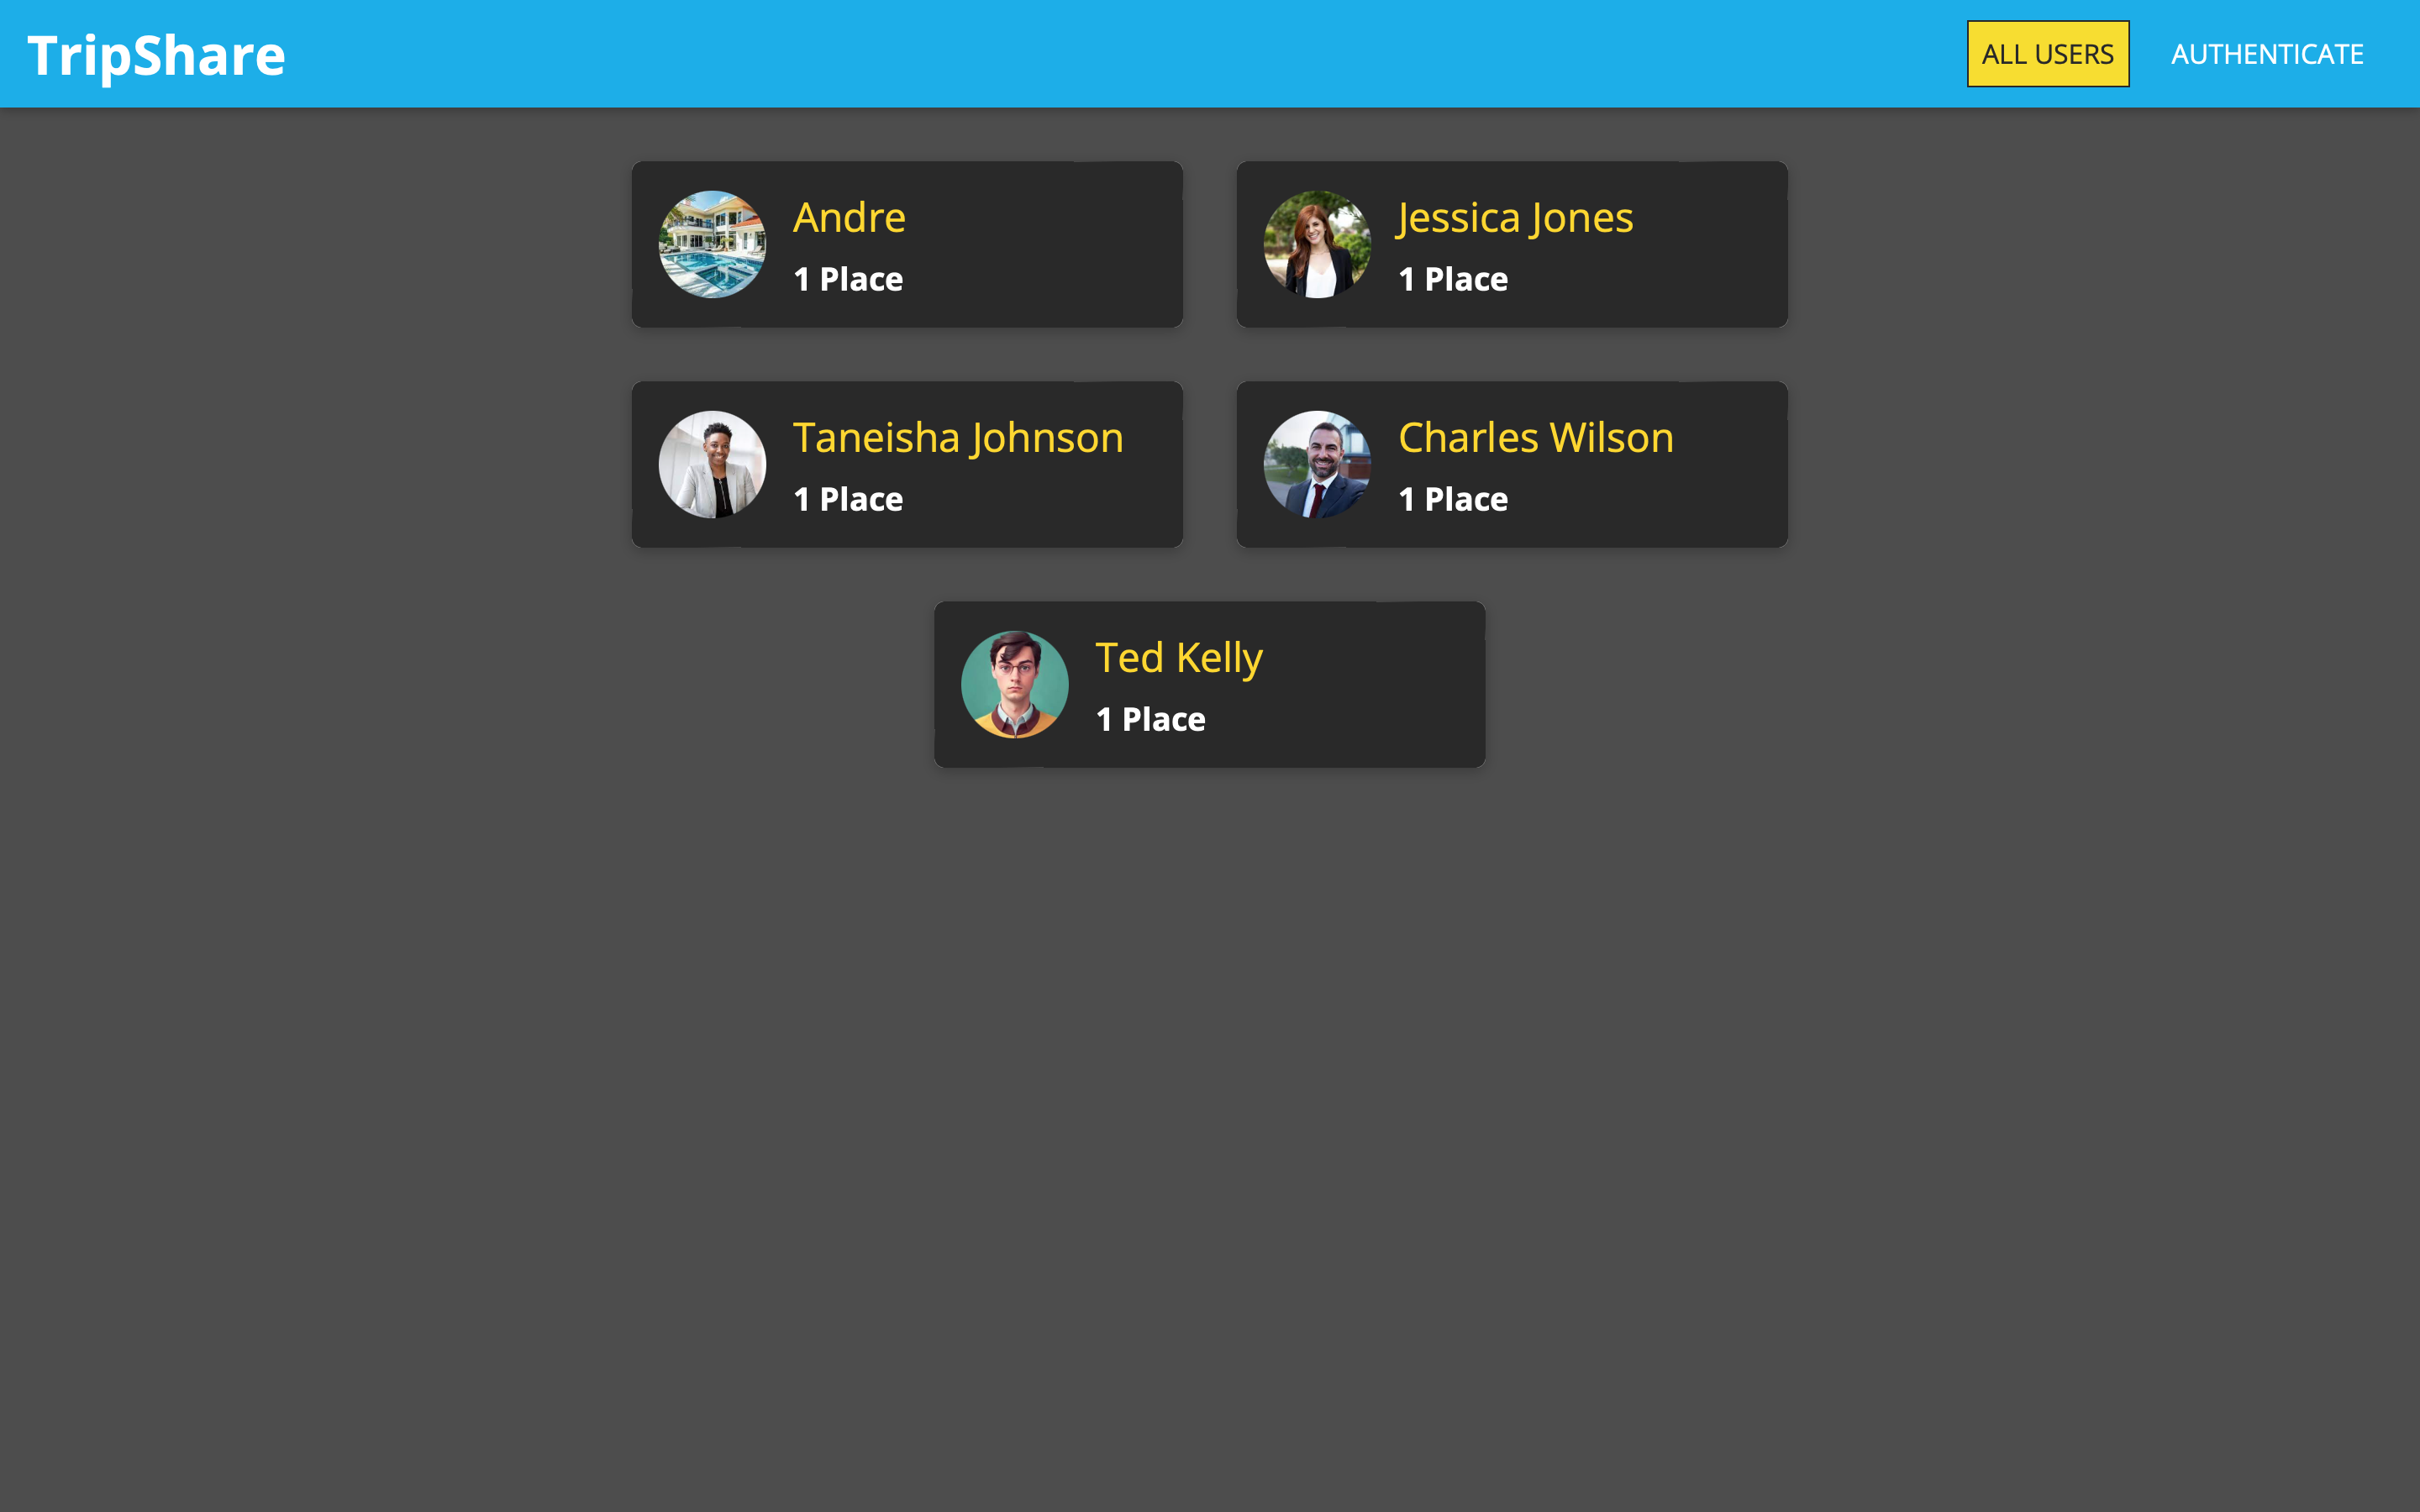 TripShare
ALL USERS
AUTHENTICATE
Andre
1 Place
Jessica Jones
1 Place
Taneisha Johnson
1 Place
Charles Wilson
1 Place
Ted Kelly
1 Place